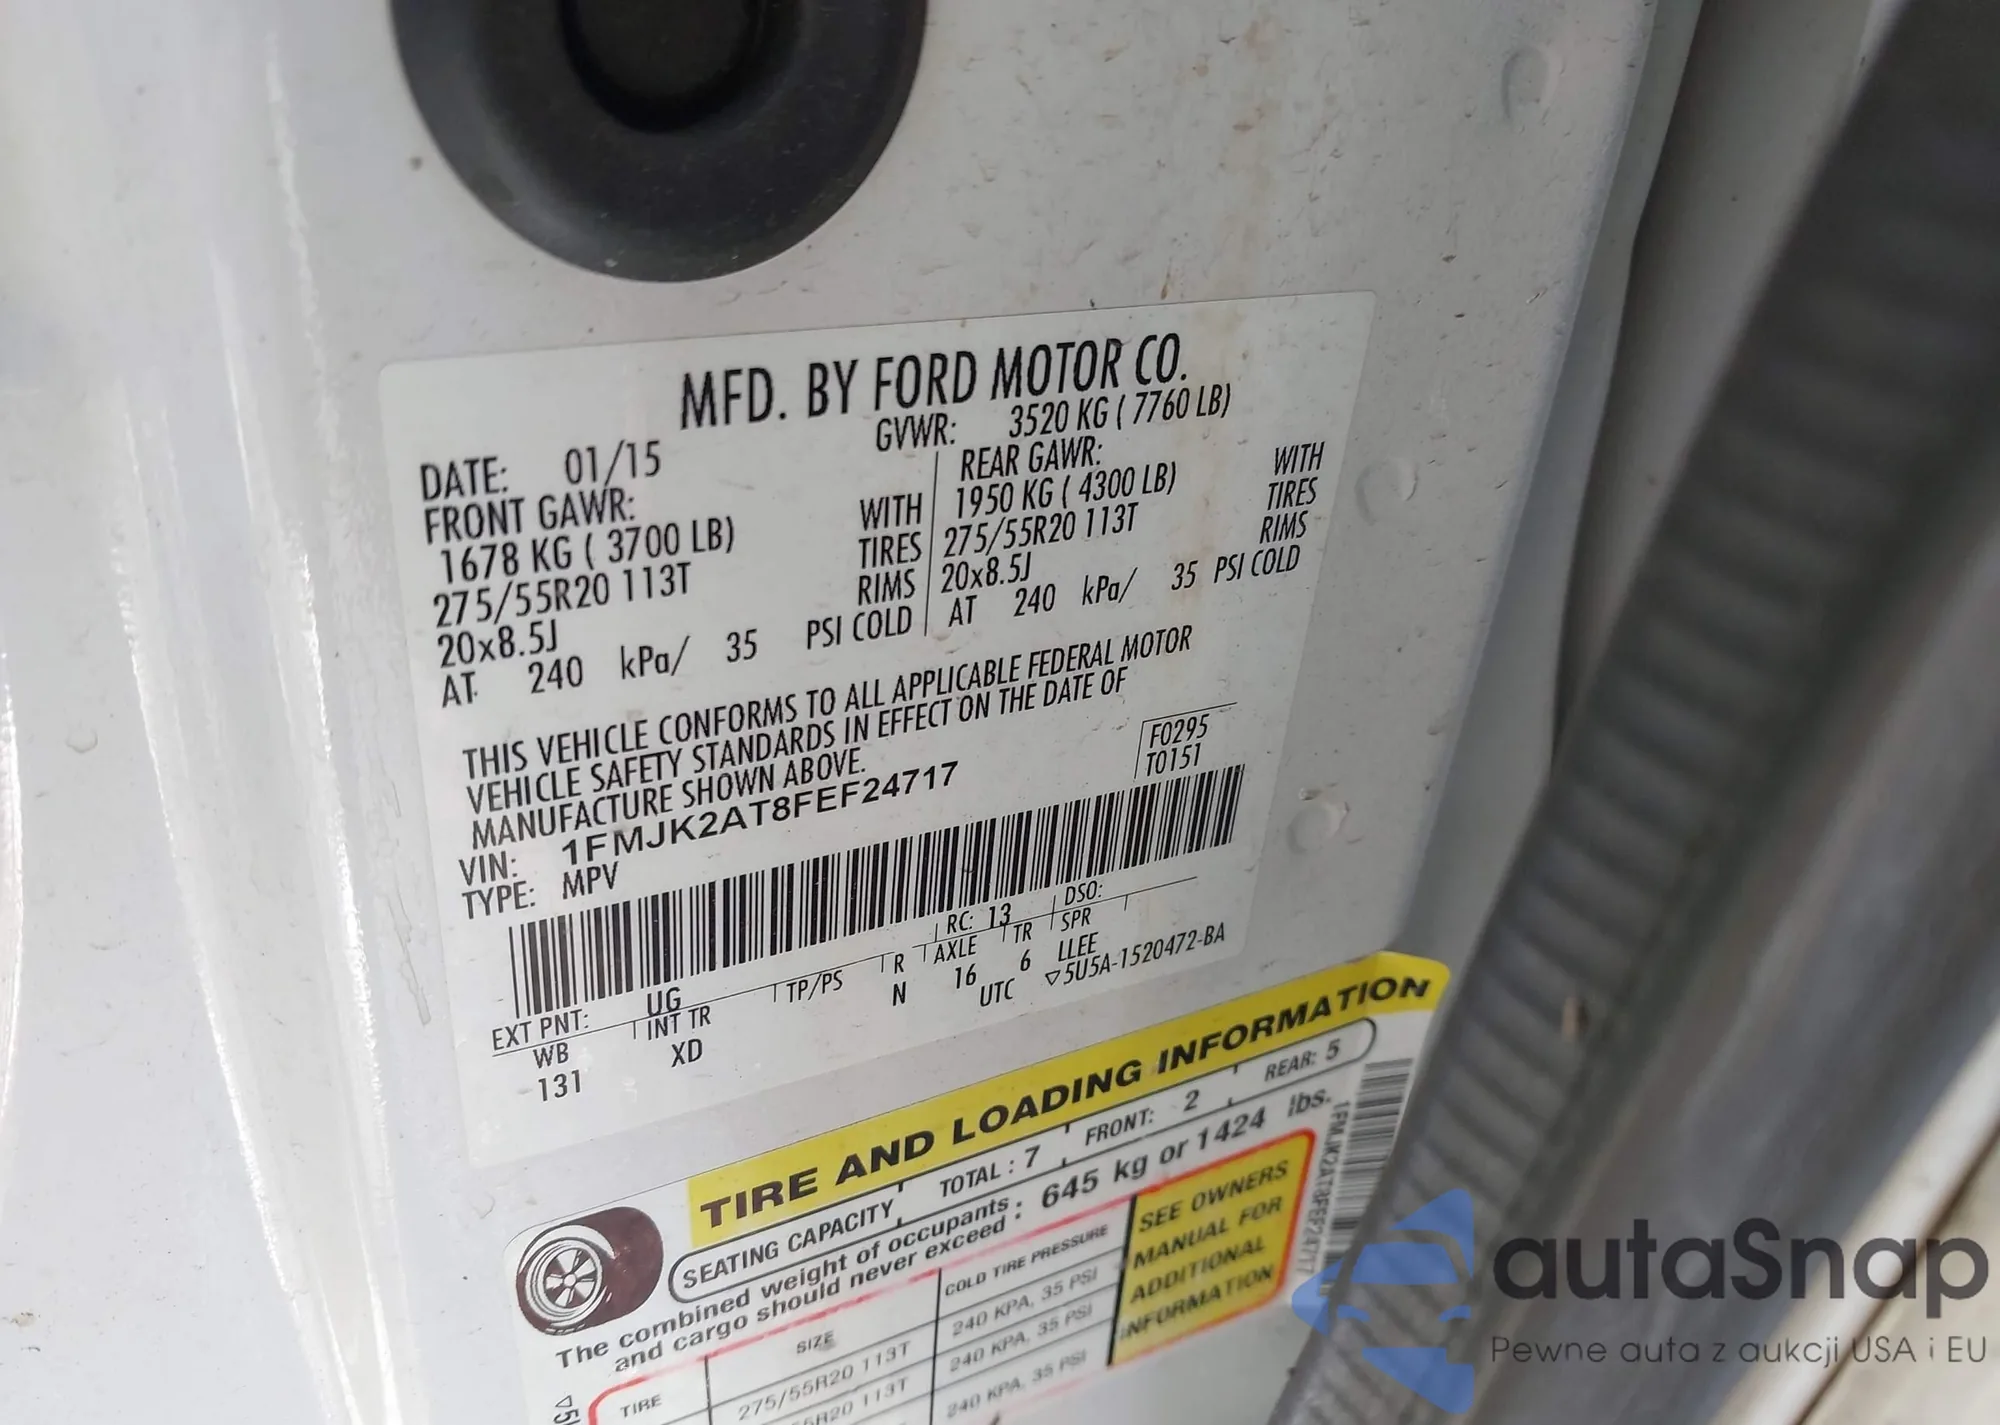 MFD. BY FORD MOTOR CO.
DATE: 01/15 GVWR: 3520 KG ( 7760 LB)
FRONT GAWR: REAR GAWR:
1678 KG ( 3700 LB) WITH 1950 KG ( 4300 LB) WITH
275/55R20 113T TIRES 275/55R20 113T TIRES
20x8.5J RIMS 20x8.5J RIMS
AT 240 kPa/ 35 PSI COLD AT 240 kPa/ 35 PSI COLD
THIS VEHICLE CONFORMS TO ALL APPLICABLE FEDERAL MOTOR
VEHICLE SAFETY STANDARDS IN EFFECT ON THE DATE OF
MANUFACTURE SHOWN ABOVE.
F0295
T0151
VIN: 1FMJK2AT8FEF24717
TYPE: MPV
EXT PNT: UG RC: 13 DSO:
WB INT TR TP/PS R AXLE TR SPR
131 XD N 16 6 LLEE
UTC ▽5U5A-1520472-BA
TIRE AND LOADING INFORMATION
SEATING CAPACITY TOTAL : 7 FRONT: 2 REAR: 5
The combined weight of occupants : 645 kg or 1424 lbs.
and cargo should never exceed :
TIRE SIZE COLD TIRE PRESSURE
275/55R20 113T 240 KPA, 35 PSI
55R20 113T 240 KPA, 35 PSI
240 KPA, 35 PSI
SEE OWNERS
MANUAL FOR
ADDITIONAL
INFORMATION
1FMJK2AT8FEF24717
autaSnap
Pewne auta z aukcji USA i EU